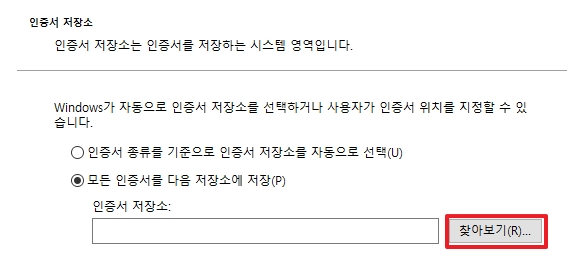 인증서 저장소
인증서 저장소는 인증서를 저장하는 시스템 영역입니다.
Windows가 자동으로 인증서 저장소를 선택하거나 사용자가 인증서 위치를 지정할 수 있
습니다.
인증서 종류를 기준으로 인증서 저장소를 자동으로 선택(U)
모든 인증서를 다음 저장소에 저장(P)
인증서 저장소:
찾아보기(R)...